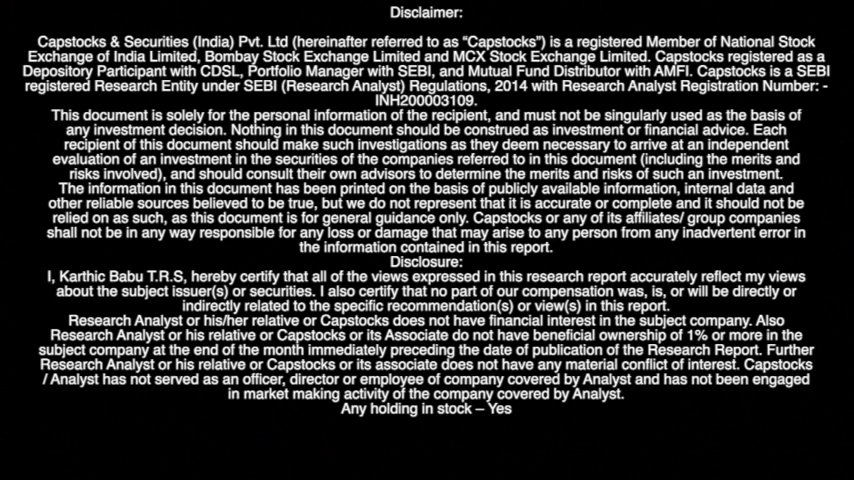 Disclaimer:
Capstocks & Securities (India) Pvt. Ltd (hereinafter referred to as “Capstocks”) is a registered Member of National Stock
Exchange of India Limited, Bombay Stock Exchange Limited and MCX Stock Exchange Limited. Capstocks registered as a
Depository Participant with CDSL, Portfolio Manager with SEBI, and Mutual Fund Distributor with AMFI. Capstocks is a SEBI
registered Research Entity under SEBI (Research Analyst) Regulations, 2014 with Research Analyst Registration Number: -
INH200003109.
This document is solely for the personal information of the recipient, and must not be singularly used as the basis of
any investment decision. Nothing in this document should be construed as investment or financial advice. Each
recipient of this document should make such investigations as they deem necessary to arrive at an independent
evaluation of an investment in the securities of the companies referred to in this document (including the merits and
risks involved), and should consult their own advisors to determine the merits and risks of such an investment.
The information in this document has been printed on the basis of publicly available information, internal data and
other reliable sources believed to be true, but we do not represent that it is accurate or complete and it should not be
relied on as such, as this document is for general guidance only. Capstocks or any of its affiliates/ group companies
shall not be in any way responsible for any loss or damage that may arise to any person from any inadvertent error in
the information contained in this report.
Disclosure:
I, Karthic Babu T.R.S, hereby certify that all of the views expressed in this research report accurately reflect my views
about the subject issuer(s) or securities. I also certify that no part of our compensation was, is, or will be directly or
indirectly related to the specific recommendation(s) or view(s) in this report.
Research Analyst or his/her relative or Capstocks does not have financial interest in the subject company. Also
Research Analyst or his relative or Capstocks or its Associate do not have beneficial ownership of 1% or more in the
subject company at the end of the month immediately preceding the date of publication of the Research Report. Further
Research Analyst or his relative or Capstocks or its associate does not have any material conflict of interest. Capstocks
/ Analyst has not served as an officer, director or employee of company covered by Analyst and has not been engaged
in market making activity of the company covered by Analyst.
Any holding in stock – Yes